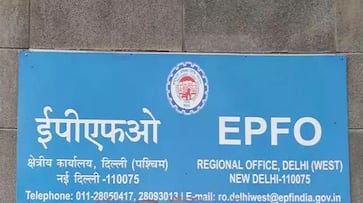 ईपीएफओ EPFO
क्षेत्रीय कार्यालय, दिल्ली (पश्चिम) REGIONAL OFFICE, DELHI (WEST)
नई दिल्ली -110075 NEW DELHI-110075
Telephone: 011-28050417, 28093013 | E-mail: ro.delhiwest@epfindia.gov.in